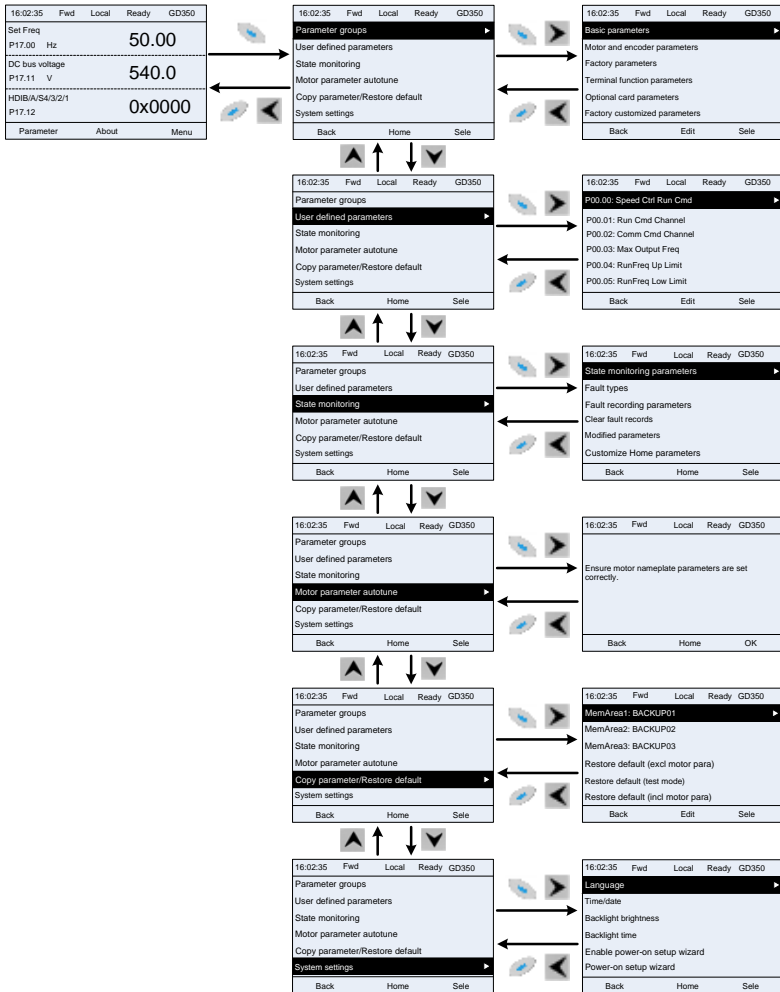 16:02:35 Fwd Local Ready GD350
Set Freq
P17.00 Hz 50.00
DC bus voltage
P17.11 V 540.0
HDIB/A/S4/3/2/1
P17.12 0x0000
Parameter About Menu
16:02:35 Fwd Local Ready GD350
Parameter groups
User defined parameters
State monitoring
Motor parameter autotune
Copy parameter/Restore default
System settings
Back Home Sele
16:02:35 Fwd Local Ready GD350
Basic parameters
Motor and encoder parameters
Factory parameters
Terminal function parameters
Optional card parameters
Factory customized parameters
Back Edit Sele
16:02:35 Fwd Local Ready GD350
Parameter groups
User defined parameters
State monitoring
Motor parameter autotune
Copy parameter/Restore default
System settings
Back Home Sele
16:02:35 Fwd Local Ready GD350
P00.00: Speed Ctrl Run Cmd
P00.01: Run Cmd Channel
P00.02: Comm Cmd Channel
P00.03: Max Output Freq
P00.04: RunFreq Up Limit
P00.05: RunFreq Low Limit
Back Edit Sele
16:02:35 Fwd Local Ready GD350
Parameter groups
User defined parameters
State monitoring
Motor parameter autotune
Copy parameter/Restore default
System settings
Back Home Sele
16:02:35 Fwd Local Ready GD350
State monitoring parameters
Fault types
Fault recording parameters
Clear fault records
Modified parameters
Customize Home parameters
Back Home Sele
16:02:35 Fwd Local Ready GD350
Parameter groups
User defined parameters
State monitoring
Motor parameter autotune
Copy parameter/Restore default
System settings
Back Home Sele
16:02:35 Fwd Local Ready GD350
Ensure motor nameplate parameters are set
correctly.
Back Home OK
16:02:35 Fwd Local Ready GD350
Parameter groups
User defined parameters
State monitoring
Motor parameter autotune
Copy parameter/Restore default
System settings
Back Home Sele
16:02:35 Fwd Local Ready GD350
MemArea1: BACKUP01
MemArea2: BACKUP02
MemArea3: BACKUP03
Restore default (excl motor para)
Restore default (test mode)
Restore default (incl motor para)
Back Edit Sele
16:02:35 Fwd Local Ready GD350
Parameter groups
User defined parameters
State monitoring
Motor parameter autotune
Copy parameter/Restore default
System settings
Back Home Sele
16:02:35 Fwd Local Ready GD350
Language
Time/date
Backlight brightness
Backlight time
Enable power-on setup wizard
Power-on setup wizard
Back Home Sele